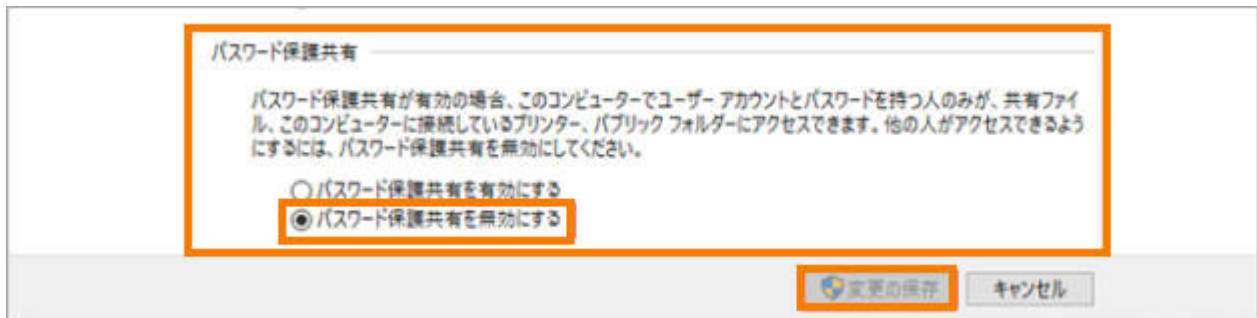 パスワード保護共有
パスワード保護共有が有効の場合、このコンピューターでユーザー アカウントとパスワードを持つ人のみが、共有ファイ
ル、このコンピューターに接続しているプリンター、パブリック フォルダーにアクセスできます。他の人がアクセスできるよう
にするには、パスワード保護共有を無効にしてください。
パスワード保護共有を有効にする
パスワード保護共有を無効にする
変更の保存 キャンセル